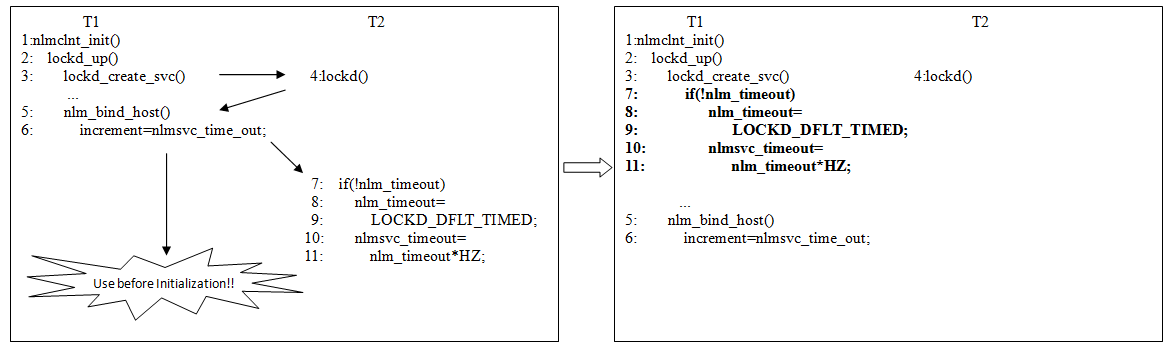 T1 T2
1:nlmclnt_init()
2: lockd_up()
3: lockd_create_svc() 4:lockd()
...
5: nlm_bind_host()
6: increment=nlmsvc_time_out;
7: if(!nlm_timeout)
8: nlm_timeout=
9: LOCKD_DFLT_TIMED;
10: nlmsvc_timeout=
11: nlm_timeout*HZ;
Use before Initialization!!
T1 T2
1:nlmclnt_init()
2: lockd_up()
3: lockd_create_svc() 4:lockd()
7: if(!nlm_timeout)
8: nlm_timeout=
9: LOCKD_DFLT_TIMED;
10: nlmsvc_timeout=
11: nlm_timeout*HZ;
...
5: nlm_bind_host()
6: increment=nlmsvc_time_out;